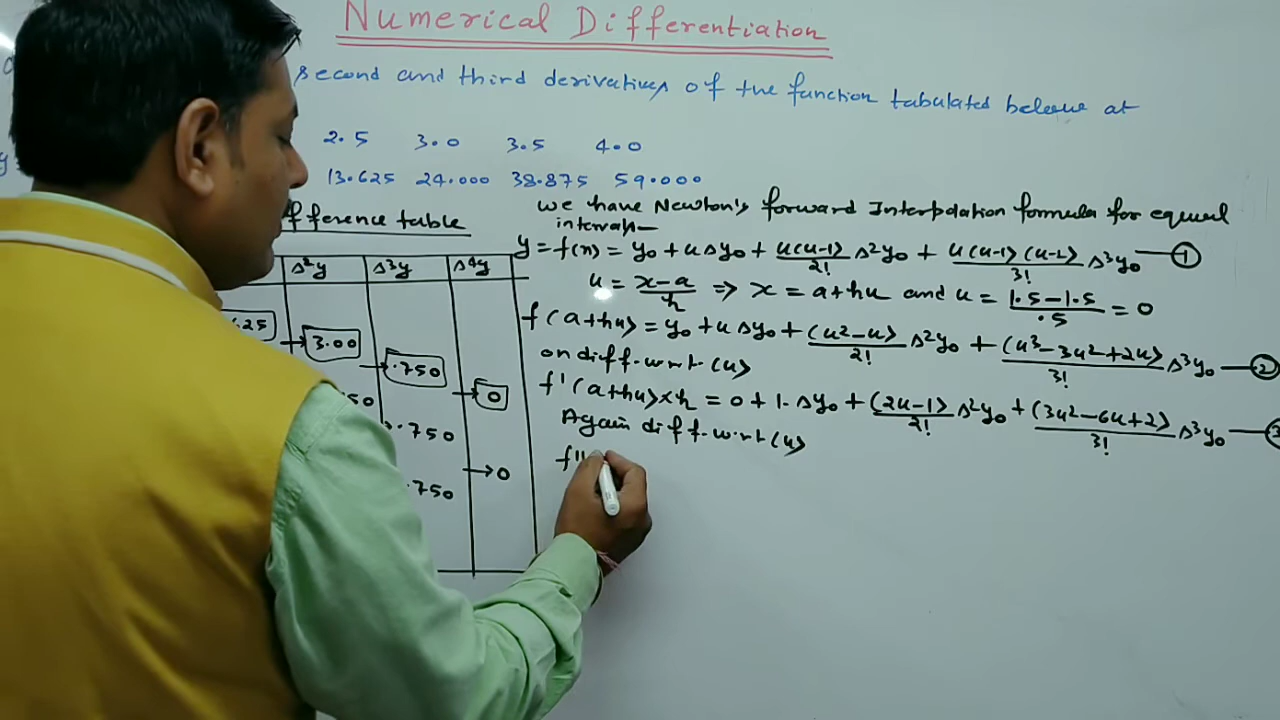 Numerical Differentiation
second and third derivatives of the function tabulated below at
2.5 3.0 3.5 4.0
13.625 24.000 38.875 59.000
fference table
Δ²y Δ³y Δ⁴y
.25
→ 3.00
→ .750
→ 0
50
.750
→ 0
.750
we have Newton's forward Interpolation formula for equal
intervals—
y = f(x) = y₀ + uΔy₀ + u(u-1)/2! Δ²y₀ + u(u-1)(u-2)/3! Δ³y₀ — ①
u = x-a/h ⇒ x = a+hu and u = 1.5-1.5/.5 = 0
f(a+hu) = y₀ + uΔy₀ + (u²-u)/2! Δ²y₀ + (u³-3u²+2u)/3! Δ³y₀ — ②
on diff. w.r.t. (u)
f'(a+hu)×h = 0 + 1.Δy₀ + (2u-1)/2! Δ²y₀ + (3u²-6u+2)/3! Δ³y₀ — ③
Again diff. w.r.t (u)
f''